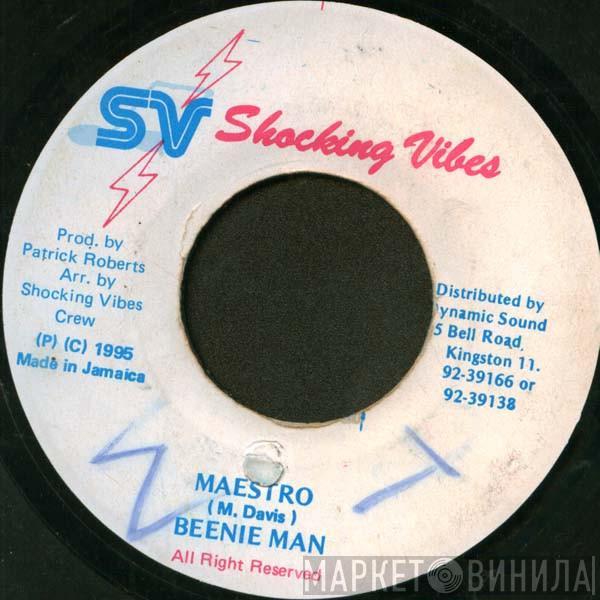 SV Shocking Vibes
Prod. by
Patrick Roberts
Arr. by
Shocking Vibes
Crew
(P) (C) 1995
Made in Jamaica
Distributed by
ynamic Sound
5 Bell Road,
Kingston 11.
92-39166 or
92-39138
MAESTRO
( M. Davis )
BEENIE MAN
All Right Reserved
МАРКЕТ ВИНИЛА